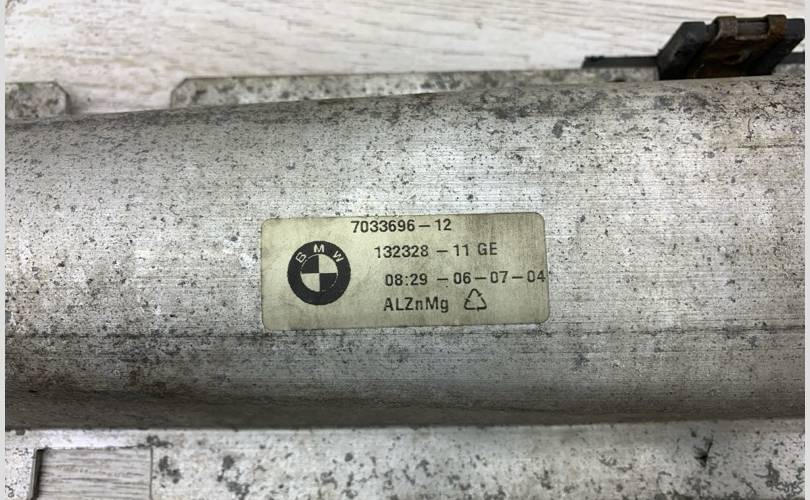 7033696-12
BMW
132328 -11 GE
08:29 -06-07-04
ALZnMg